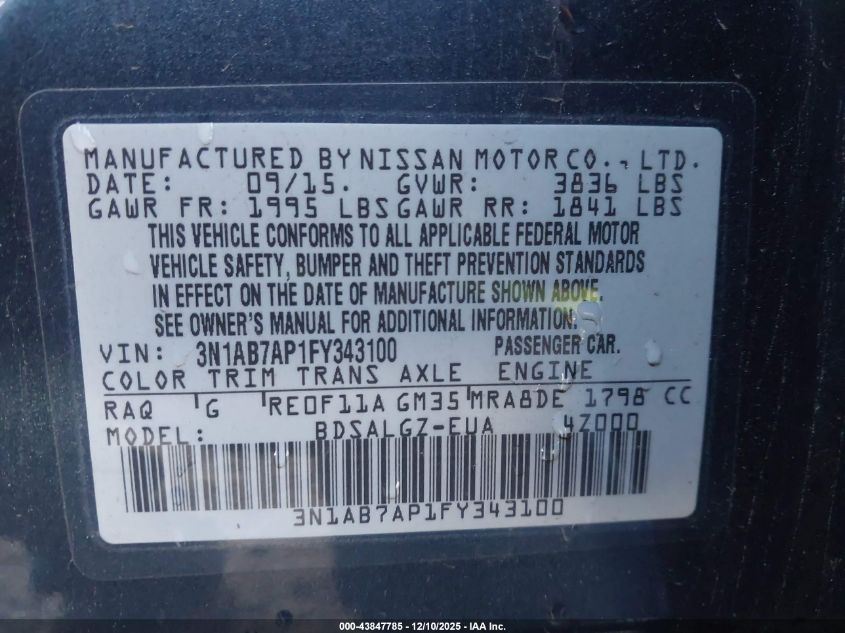 MANUFACTURED BY NISSAN MOTOR CO., LTD.
DATE: 09/15. GVWR: 3836 LBS
GAWR FR: 1995 LBS GAWR RR: 1841 LBS
THIS VEHICLE CONFORMS TO ALL APPLICABLE FEDERAL MOTOR
VEHICLE SAFETY, BUMPER AND THEFT PREVENTION STANDARDS
IN EFFECT ON THE DATE OF MANUFACTURE SHOWN ABOVE.
SEE OWNER'S MANUAL FOR ADDITIONAL INFORMATION.
VIN: 3N1AB7AP1FY343100 PASSENGER CAR.
COLOR TRIM TRANS AXLE ENGINE
RAQ G RE0F11A GM35 MRA8DE 1798 CC
MODEL: BDSALGZ-EUA 4Z000
3N1AB7AP1FY343100
000-43847785 - 12/10/2025 - IAA Inc.